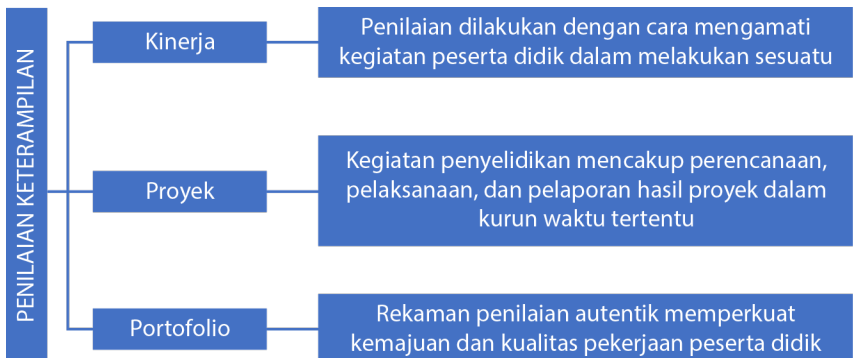 PENILAIAN KETERAMPILAN
Kinerja
Penilaian dilakukan dengan cara mengamati
kegiatan peserta didik dalam melakukan sesuatu
Proyek
Kegiatan penyelidikan mencakup perencanaan,
pelaksanaan, dan pelaporan hasil proyek dalam
kurun waktu tertentu
Portofolio
Rekaman penilaian autentik memperkuat
kemajuan dan kualitas pekerjaan peserta didik